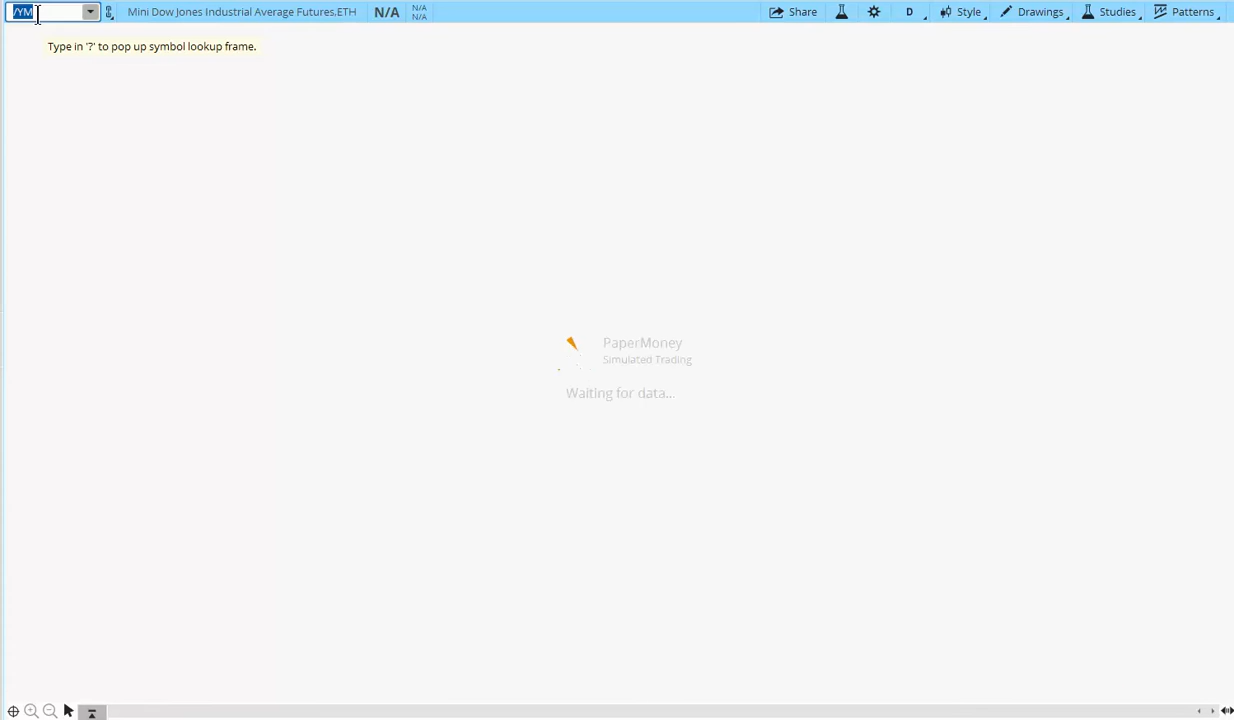 /YM
Mini Dow Jones Industrial Average Futures,ETH
N/A
N/A
N/A
Share
D
Style
Drawings
Studies
Patterns
Type in '?' to pop up symbol lookup frame.
PaperMoney
Simulated Trading
Waiting for data...